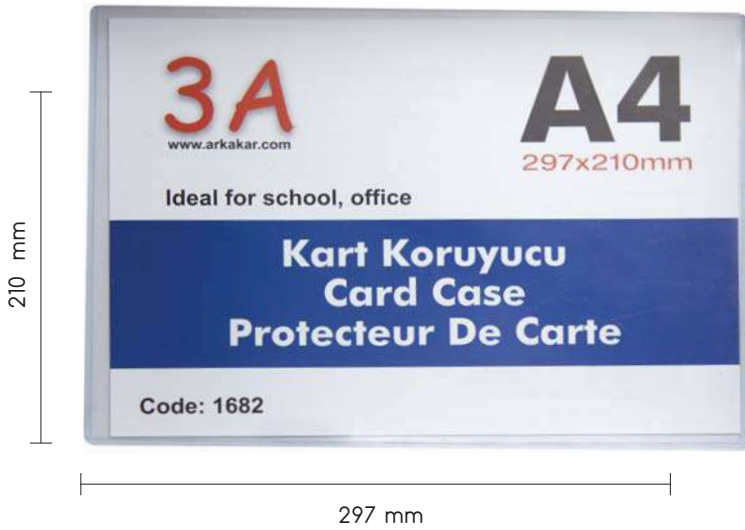 3A
www.arkakar.com
A4
297x210mm
Ideal for school, office
Kart Koruyucu
Card Case
Protecteur De Carte
Code: 1682
210 mm
297 mm